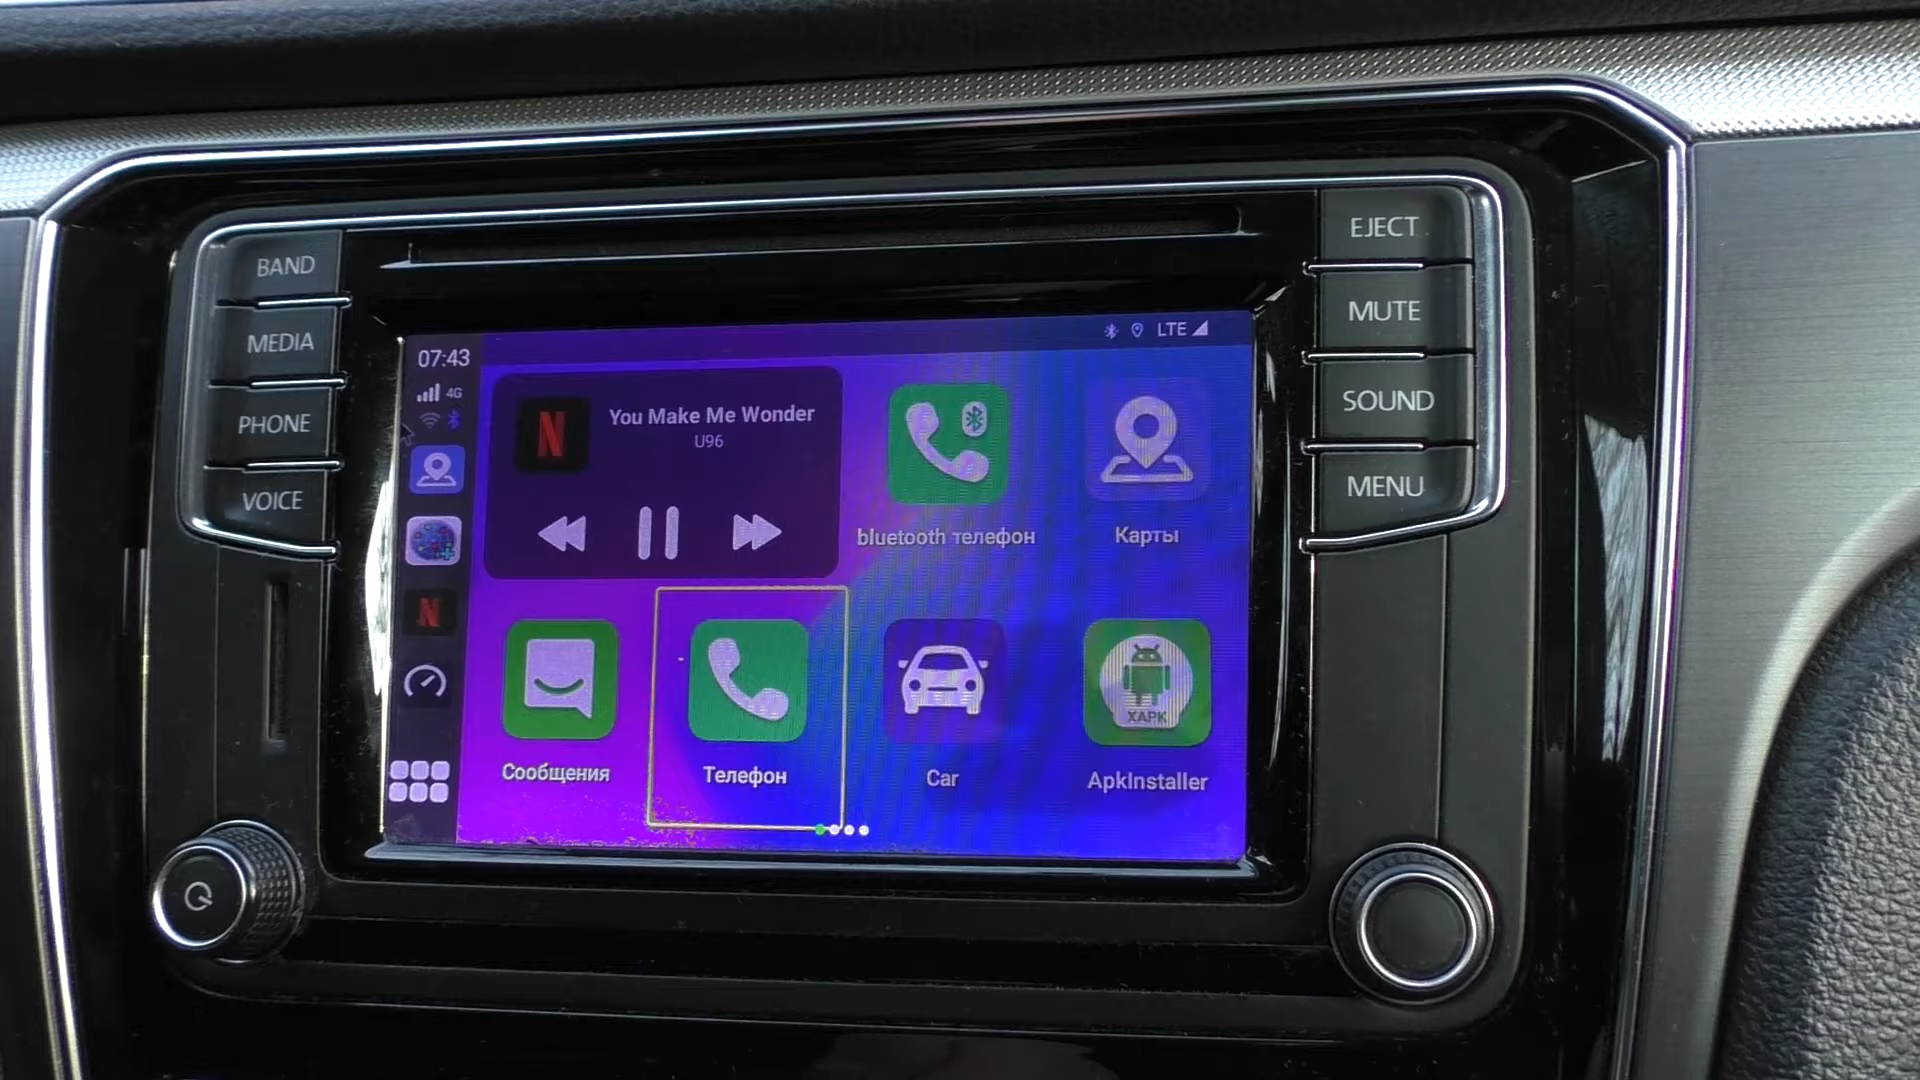 BAND
MEDIA
PHONE
VOICE
EJECT
MUTE
SOUND
MENU
07:43
4G
LTE
N
You Make Me Wonder
U96
bluetooth телефон
Карты
N
Сообщения
Телефон
Car
XAPK
ApkInstaller